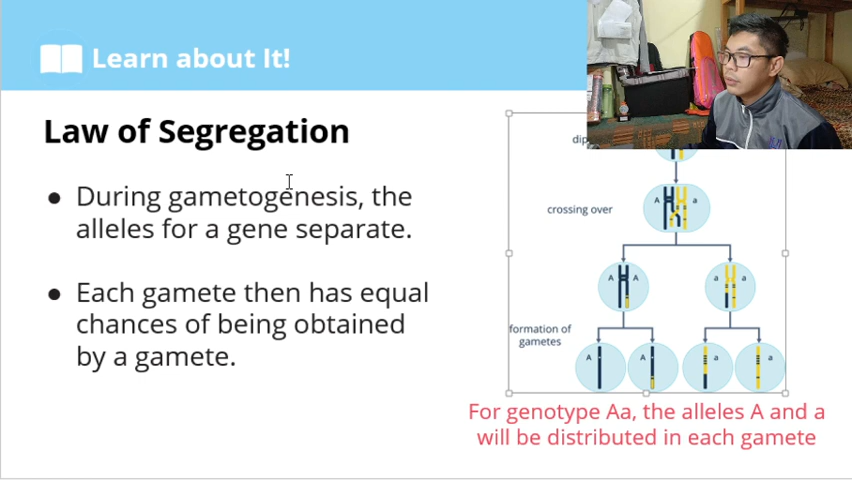 Learn about It!
Law of Segregation
● During gametogenesis, the
alleles for a gene separate.
● Each gamete then has equal
chances of being obtained
by a gamete.
crossing over
A a
A A
a a
formation of
gametes
A A a a
For genotype Aa, the alleles A and a
will be distributed in each gamete